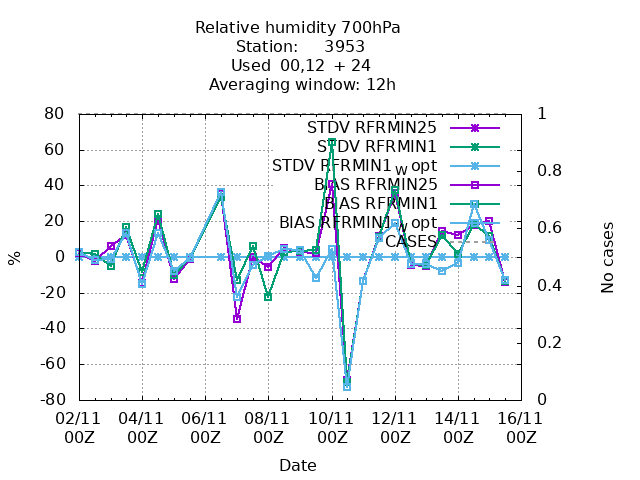 Relative humidity 700hPa
Station: 3953
Used 00,12 + 24
Averaging window: 12h
80
60
40
20
0
-20
-40
-60
-80
%
1
0.8
0.6
0.4
0.2
0
No cases
STDV RFRMIN25
STDV RFRMIN1
STDV RFRMIN1_w opt
BIAS RFRMIN25
BIAS RFRMIN1
BIAS RFRMIN1_w opt
CASES
02/11 04/11 06/11 08/11 10/11 12/11 14/11 16/11
00Z 00Z 00Z 00Z 00Z 00Z 00Z 00Z
Date